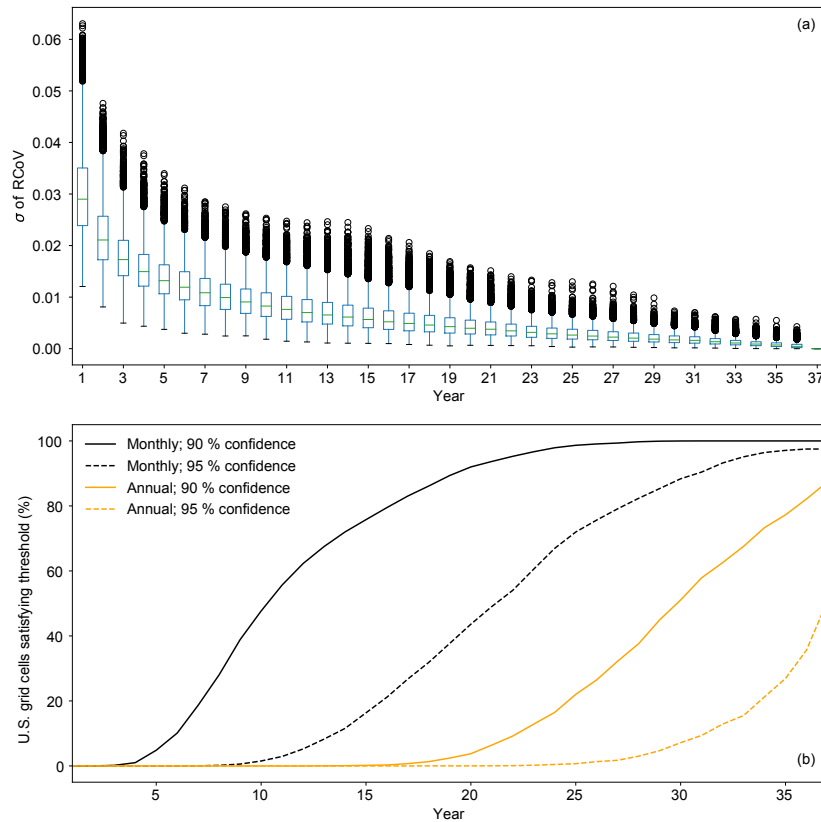 (a)
σ of RCoV
0.06
0.05
0.04
0.03
0.02
0.01
0.00
1 3 5 7 9 11 13 15 17 19 21 23 25 27 29 31 33 35 37
Year
U.S. grid cells satisfying threshold (%)
100
80
60
40
20
0
Monthly; 90 % confidence
Monthly; 95 % confidence
Annual; 90 % confidence
Annual; 95 % confidence
(b)
5 10 15 20 25 30 35
Year